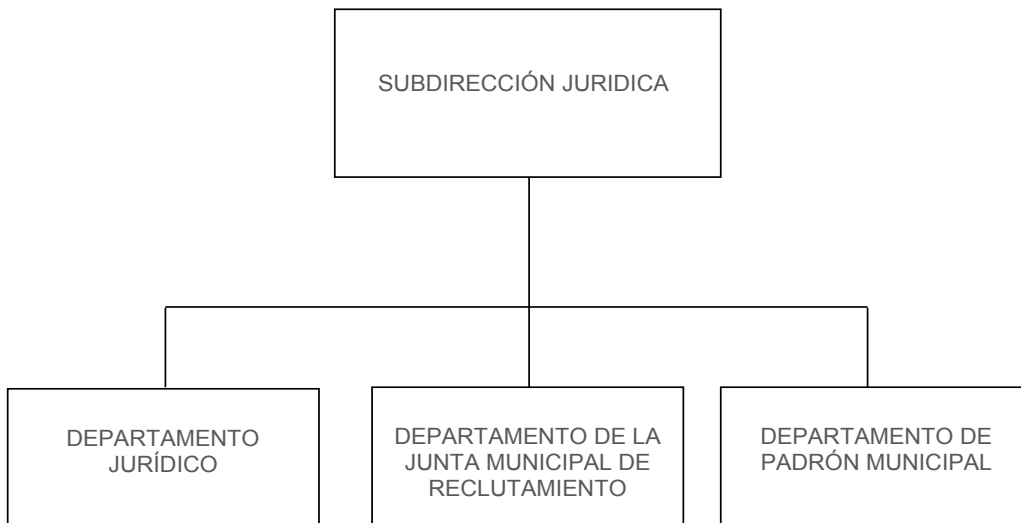 SUBDIRECCIÓN JURIDICA
DEPARTAMENTO
JURÍDICO
DEPARTAMENTO DE LA
JUNTA MUNICIPAL DE
RECLUTAMIENTO
DEPARTAMENTO DE
PADRÓN MUNICIPAL